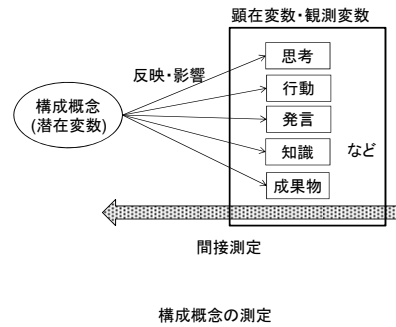 顕在変数・観測変数
反映・影響
構成概念
(潜在変数)
思考
行動
発言
知識
成果物
など
間接測定
構成概念の測定